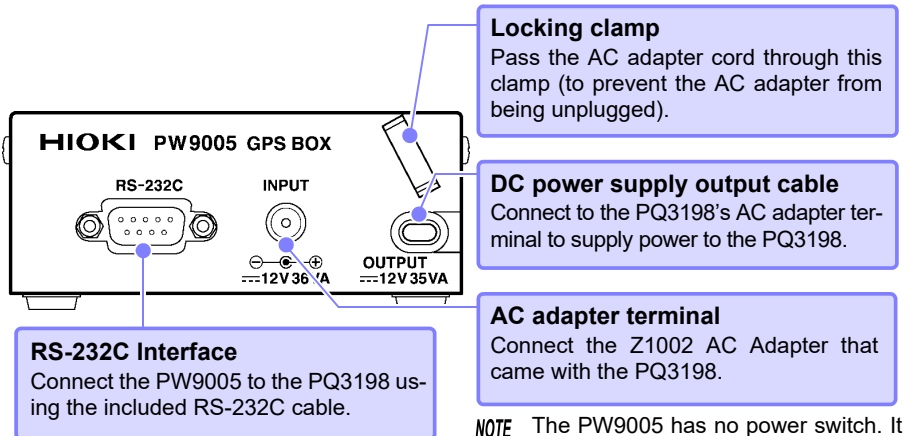 Locking clamp
Pass the AC adapter cord through this
clamp (to prevent the AC adapter from
being unplugged).
HIOKI PW9005 GPS BOX
RS-232C
INPUT
DC power supply output cable
Connect to the PQ3198's AC adapter ter-
minal to supply power to the PQ3198.
OUTPUT
12V 36VA
12V 35VA
AC adapter terminal
Connect the Z1002 AC Adapter that
came with the PQ3198.
RS-232C Interface
Connect the PW9005 to the PQ3198 us-
ing the included RS-232C cable.
NOTE The PW9005 has no power switch. It